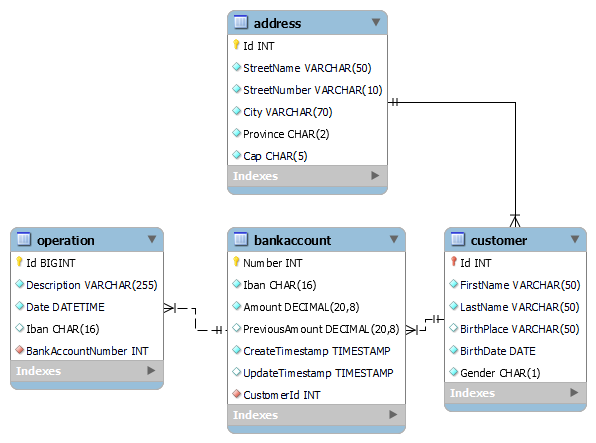 address
Id INT
StreetName VARCHAR(50)
StreetNumber VARCHAR(10)
City VARCHAR(70)
Province CHAR(2)
Cap CHAR(5)
Indexes
operation
Id BIGINT
Description VARCHAR(255)
Date DATETIME
Iban CHAR(16)
BankAccountNumber INT
Indexes
bankaccount
Number INT
Iban CHAR(16)
Amount DECIMAL(20,8)
PreviousAmount DECIMAL(20,8)
CreateTimestamp TIMESTAMP
UpdateTimestamp TIMESTAMP
CustomerId INT
Indexes
customer
Id INT
FirstName VARCHAR(50)
LastName VARCHAR(50)
BirthPlace VARCHAR(50)
BirthDate DATE
Gender CHAR(1)
Indexes